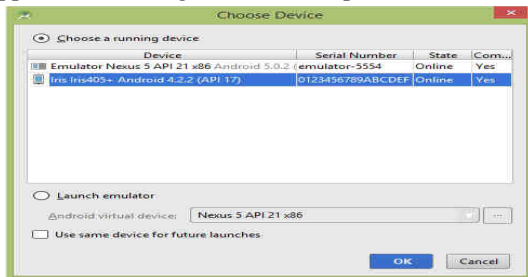 Choose Device
Choose a running device
Device Serial Number State Com...
Emulator Nexus 5 API 21 x86 Android 5.0.2 ( emulator-5554 Online Yes
Iris Iris405+ Android 4.2.2 (API 17) 0123456789ABCDEF Online Yes
Launch emulator
Android virtual device: Nexus 5 API 21 x86 ...
Use same device for future launches
OK Cancel